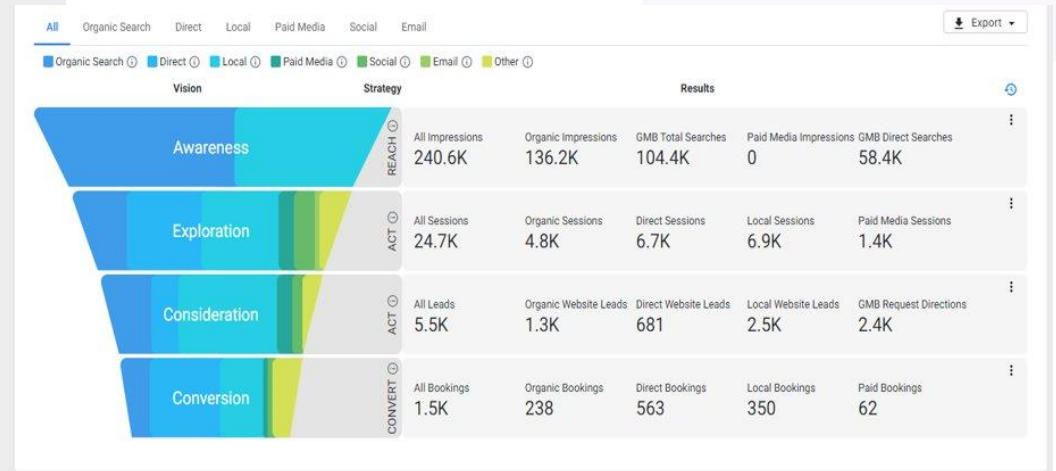 All Organic Search Direct Local Paid Media Social Email Export
Organic Search Direct Local Paid Media Social Email Other
Vision Strategy Results
Awareness
REACH
All Impressions Organic Impressions GMB Total Searches Paid Media Impressions GMB Direct Searches
240.6K 136.2K 104.4K 0 58.4K
Exploration
ACT
All Sessions Organic Sessions Direct Sessions Local Sessions Paid Media Sessions
24.7K 4.8K 6.7K 6.9K 1.4K
Consideration
ACT
All Leads Organic Website Leads Direct Website Leads Local Website Leads GMB Request Directions
5.5K 1.3K 681 2.5K 2.4K
Conversion
CONVERT
All Bookings Organic Bookings Direct Bookings Local Bookings Paid Bookings
1.5K 238 563 350 62